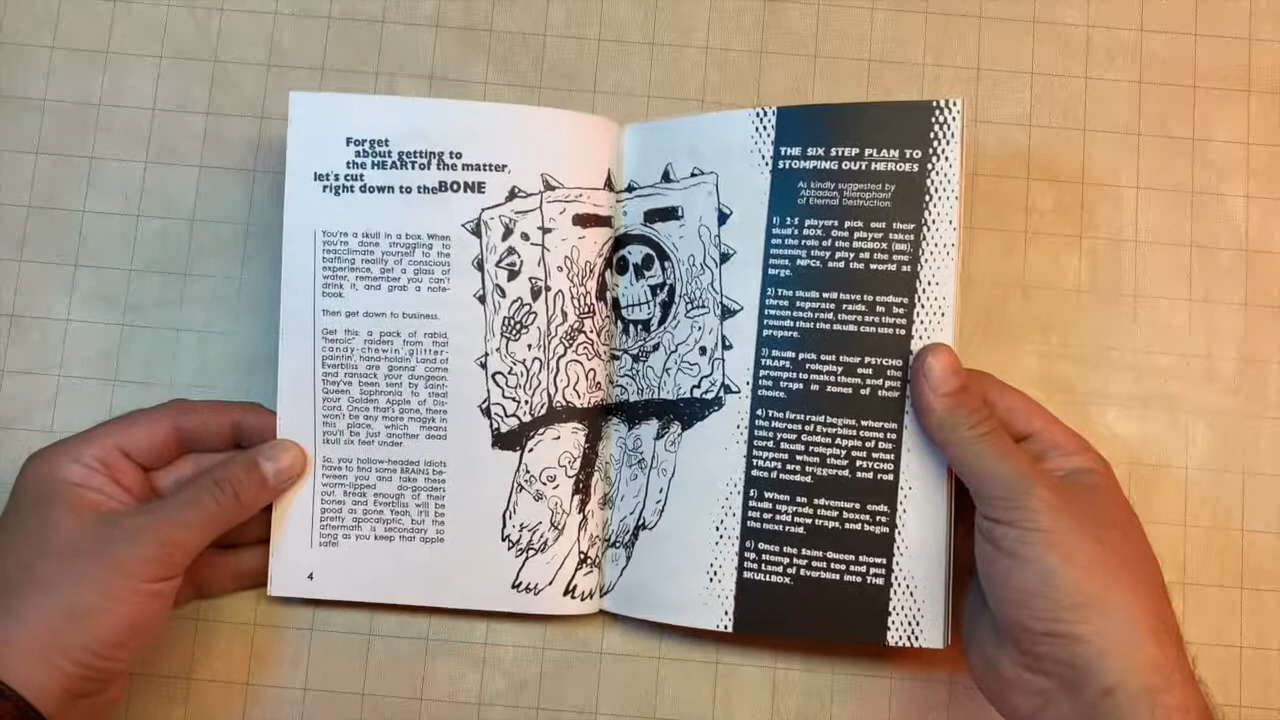 Forget
about getting to
the HEART of the matter,
let's cut
right down to the BONE
You're a skull in a box. When
you're done struggling to
reacclimate yourself to the
baffling reality of conscious
experience, get a glass of
water, remember you can't
drink it, and grab a note-
book.
Then get down to business.
Get this: a pack of rabid,
"heroic" raiders from that
candy-chewin', glitter-
paintin', hand-holdin' Land of
Everbliss are gonna' come
and ransack your dungeon.
They've been sent by Saint-
Queen Sophronia to steal
your Golden Apple of Dis-
cord. Once that's gone, there
won't be any more magyk in
this place, which means
you'll be just another dead
skull six feet under.
So, you hollow-headed idiots
have to find some BRAINS be-
tween you and take these
worm-lipped do-gooders
out. Break enough of their
bones and Everbliss will be
good as gone. Yeah, it'll be
pretty apocalyptic, but the
aftermath is secondary so
long as you keep that apple
safe!
4
THE SIX STEP PLAN TO
STOMPING OUT HEROES
As kindly suggested by
Abbadon, Hierophant
of Eternal Destruction:
1) 2-5 players pick out their
skull's BOX. One player takes
on the role of the BIGBOX (BB),
meaning they play all the ene-
mies, NPCs, and the world at
large.
2) The skulls will have to endure
three separate raids. In be-
tween each raid, there are three
rounds that the skulls can use to
prepare.
3) Skulls pick out their PSYCHO
TRAPS, roleplay out the
prompts to make them, and put
the traps in zones of their
choice.
4) The first raid begins, wherein
the Heroes of Everbliss come to
take your Golden Apple of Dis-
cord. Skulls roleplay out what
happens when their PSYCHO
TRAPS are triggered, and roll
dice if needed.
5) When an adventure ends,
skulls upgrade their boxes, re-
set or add new traps, and begin
the next raid.
6) Once the Saint-Queen shows
up, stomp her out too and put
the Land of Everbliss into THE
SKULLBOX.